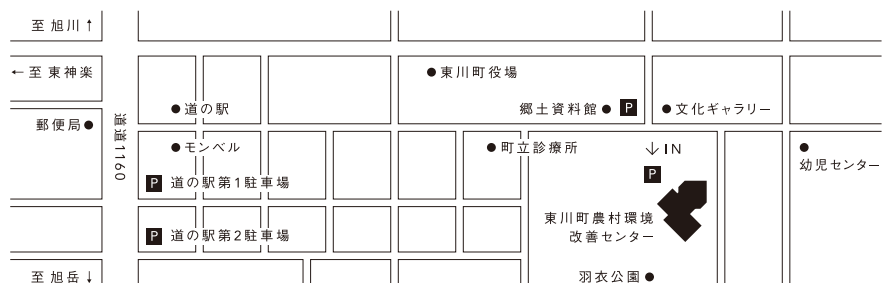 至 旭川 ↑
← 至 東神楽
● 東川町役場
● 道の駅
郷土資料館 ● P
● 文化ギャラリー
郵便局 ●
道道1160
● モンベル
● 町立診療所
↓ IN
幼児センター
P 道の駅第1駐車場
P
東川町農村環境
改善センター
P 道の駅第2駐車場
至 旭岳 ↓
羽衣公園 ●